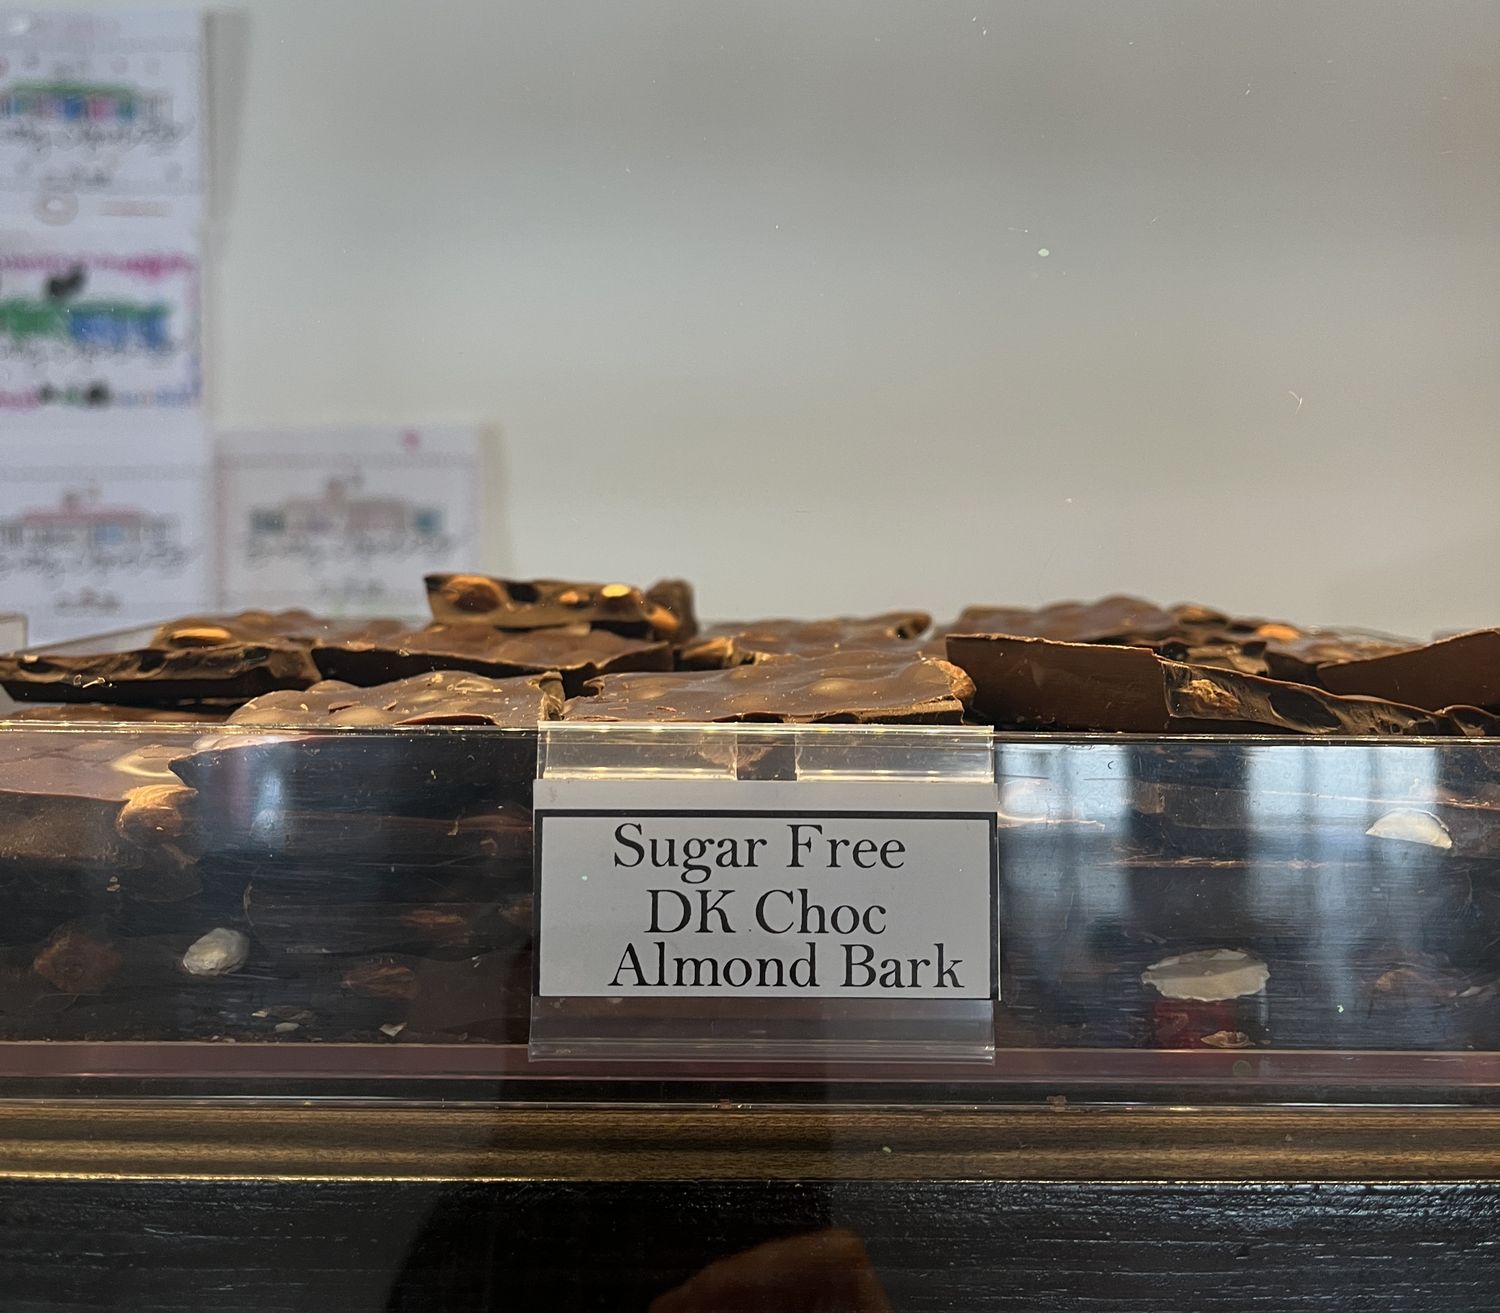 Sugar Free
DK Choc
Almond Bark